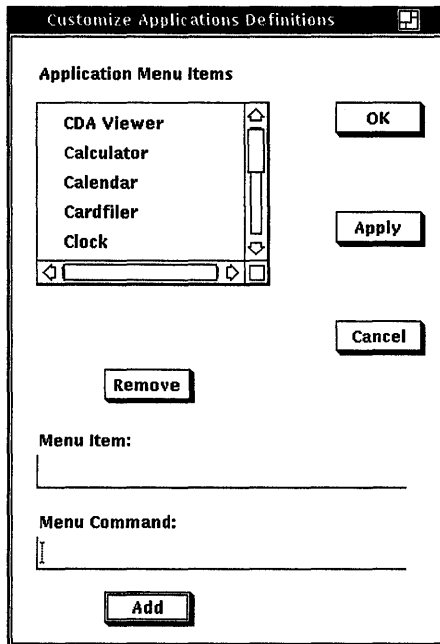 Customize Applications Definitions
Application Menu Items
CDA Viewer
Calculator
Calendar
Cardfiler
Clock
OK
Apply
Cancel
Remove
Menu Item:
Menu Command:
Add